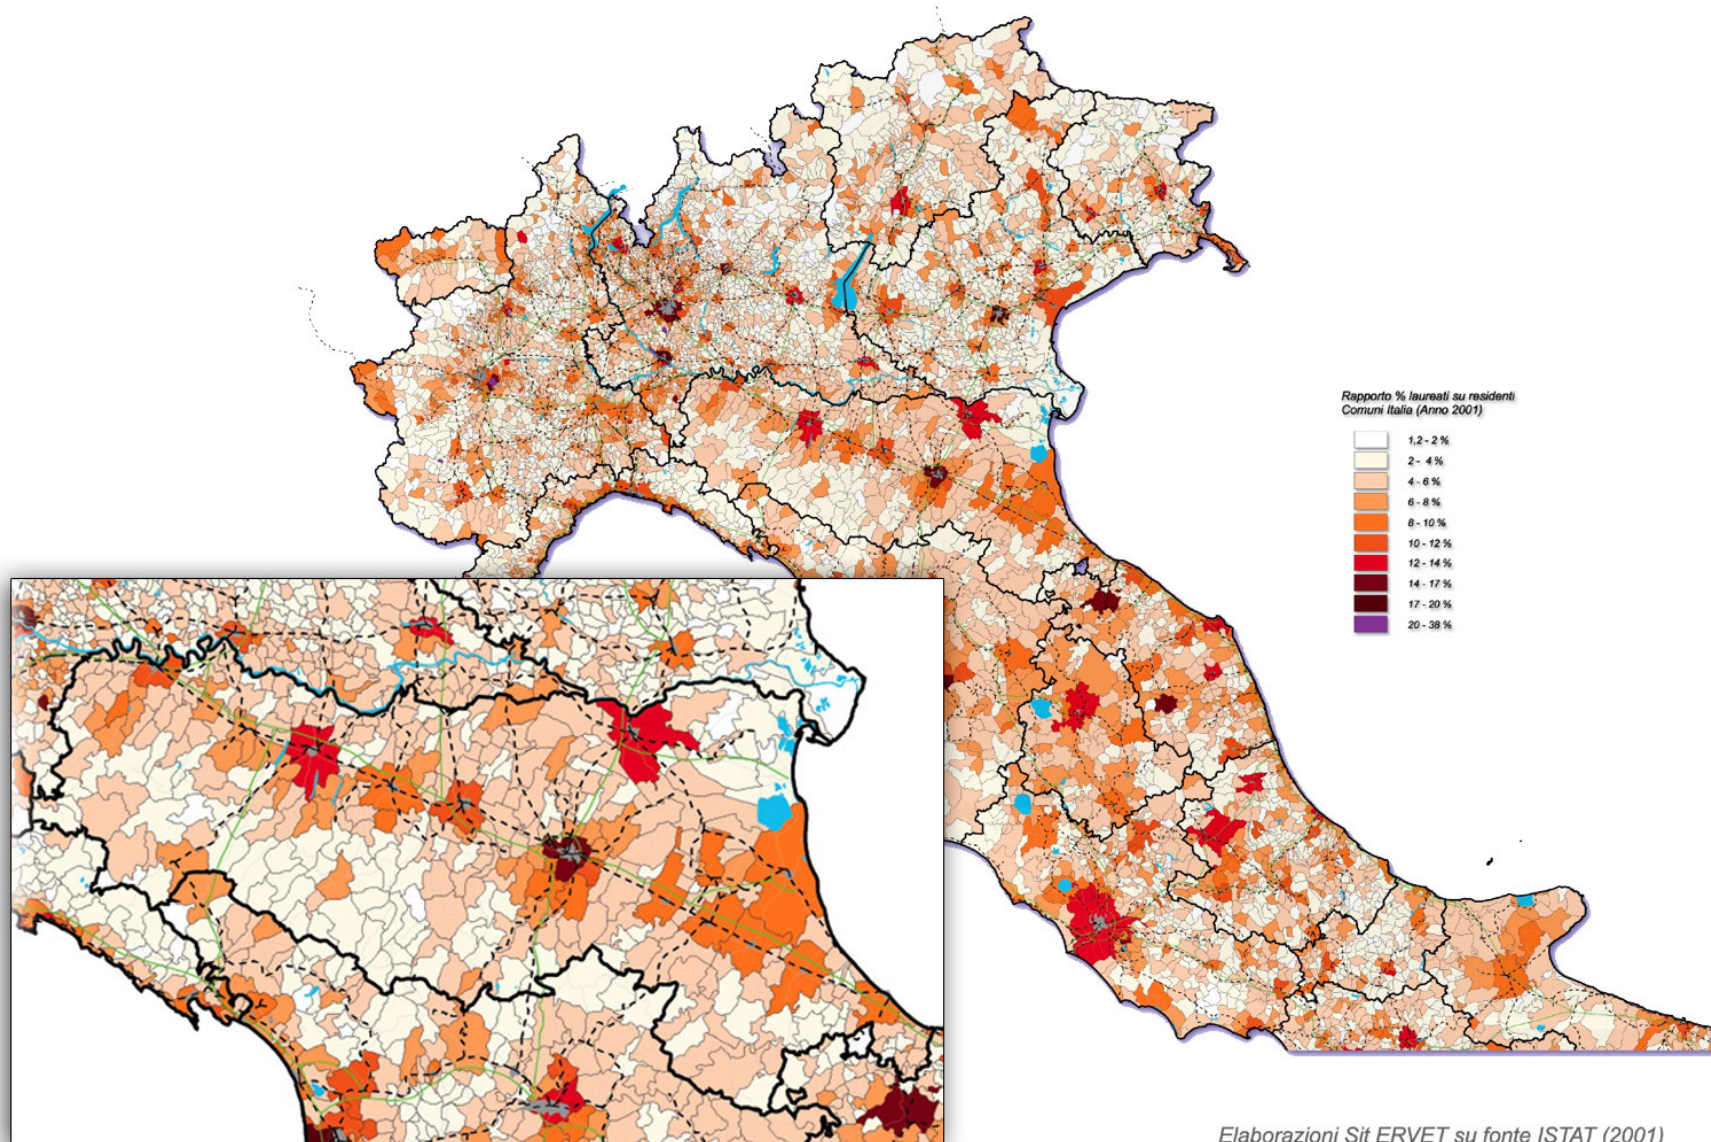 Rapporto % laureati su residenti
Comuni Italia (Anno 2001)
1,2 - 2 %
2 - 4 %
4 - 6 %
6 - 8 %
8 - 10 %
10 - 12 %
12 - 14 %
14 - 17 %
17 - 20 %
20 - 38 %
Elaborazioni Sit ERVET su fonte ISTAT (2001)